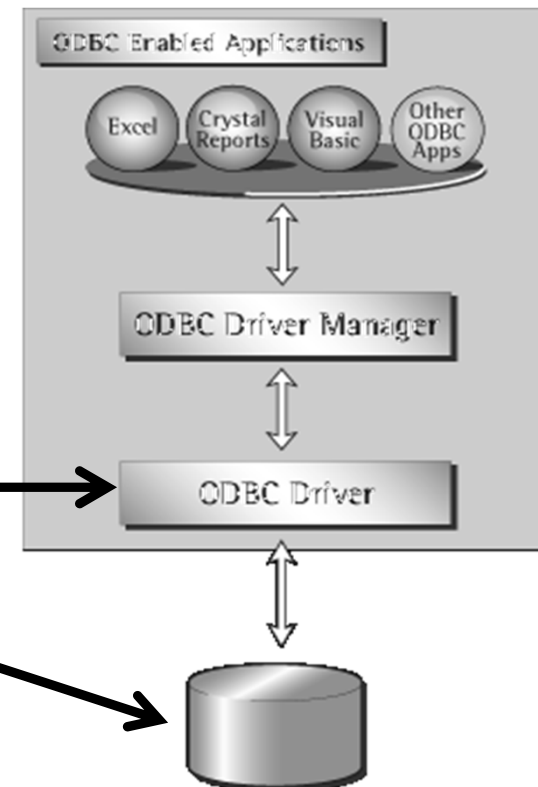 ODBC Enabled Applications
Excel
Crystal
Reports
Visual
Basic
Other
ODBC
Apps
ODBC Driver Manager
ODBC Driver